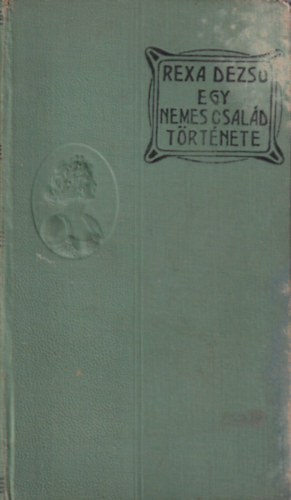 REXA DEZSŐ
EGY
NEMES CSALÁD
TÖRTÉNETE